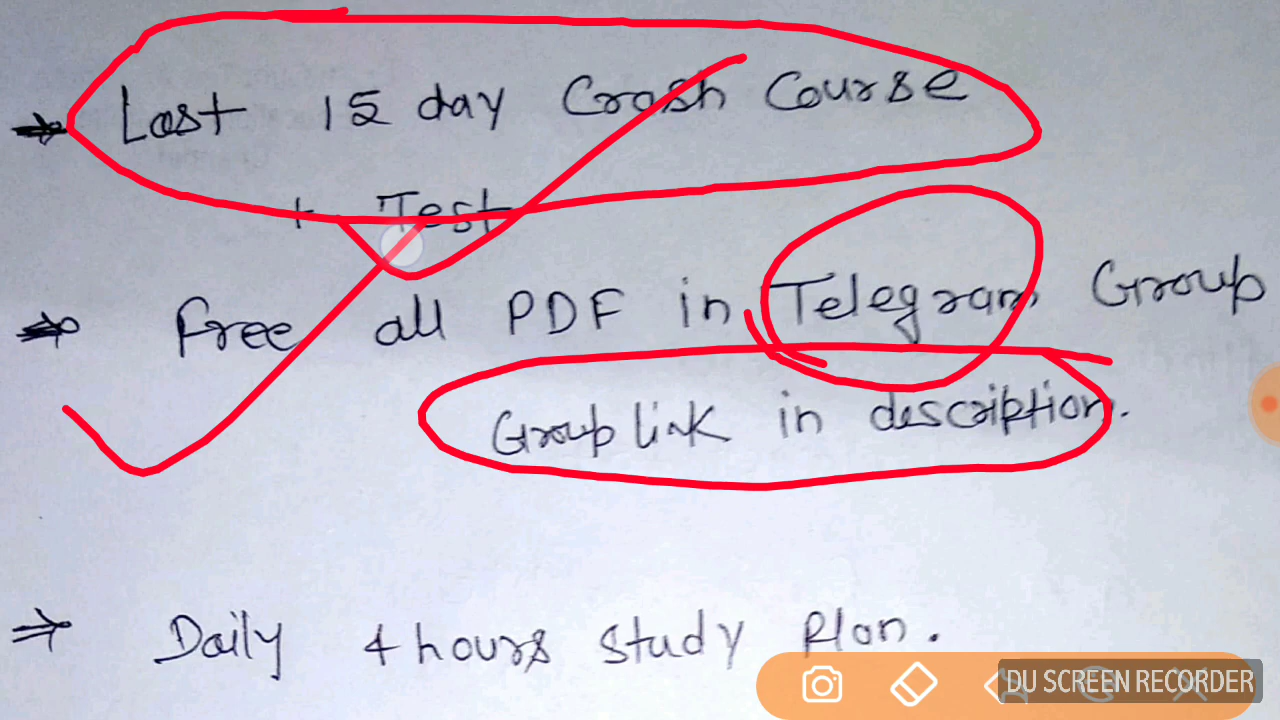 ⇒ Last 15 day Crash Course
+ Test
⇒ Free all PDF in Telegram Group
Group link in description.
⇒ Daily 4 hours study Plan.
DU SCREEN RECORDER